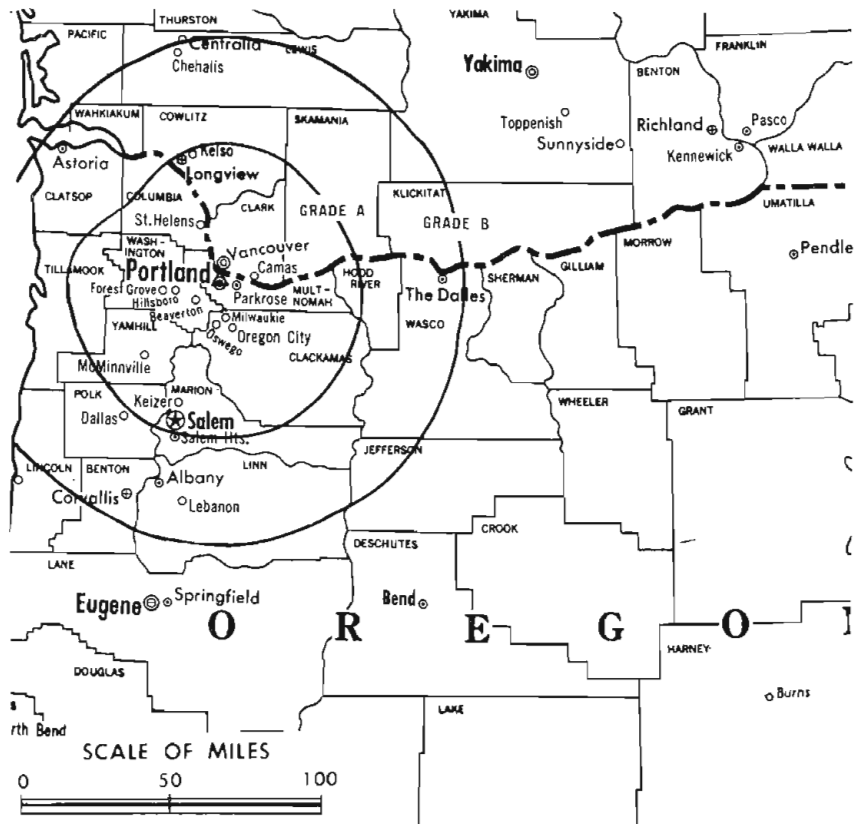 THURSTON
YAKIMA
PACIFIC
Centralia
LEWIS
Chehalis
Yakima
FRANKLIN
BENTON
WAHKIAKUM
COWLITZ
SKAMANIA
Toppenish
Sunnyside
Richland
Pasco
Kennewick
WALLA WALLA
Astoria
Kelso
Longview
CLATSOP
COLUMBIA
CLARK
GRADE A
KLICKITAT
GRADE B
UMATILLA
St. Helens
WASH-
INGTON
Vancouver
MORROW
TILLAMOOK
Portland
Camas
HOOD
RIVER
SHERMAN
GILLIAM
Pendle
Forest Grove
Hillsboro
Parkrose
MULT-
NOMAH
The Dalles
Beaverton
Milwaukie
WASCO
YAMHILL
Oswego
Oregon City
CLACKAMAS
McMinnville
MARION
POLK
Keizer
WHEELER
GRANT
Dallas
Salem
Salem Hts.
JEFFERSON
LINCOLN
BENTON
LINN
Albany
Corvallis
Lebanon
CROOK
DESCHUTES
LANE
Eugene
Springfield
Bend
O R E G O
HARNEY
DOUGLAS
Burns
s
LAKE
rth Bend
SCALE OF MILES
0 50 100